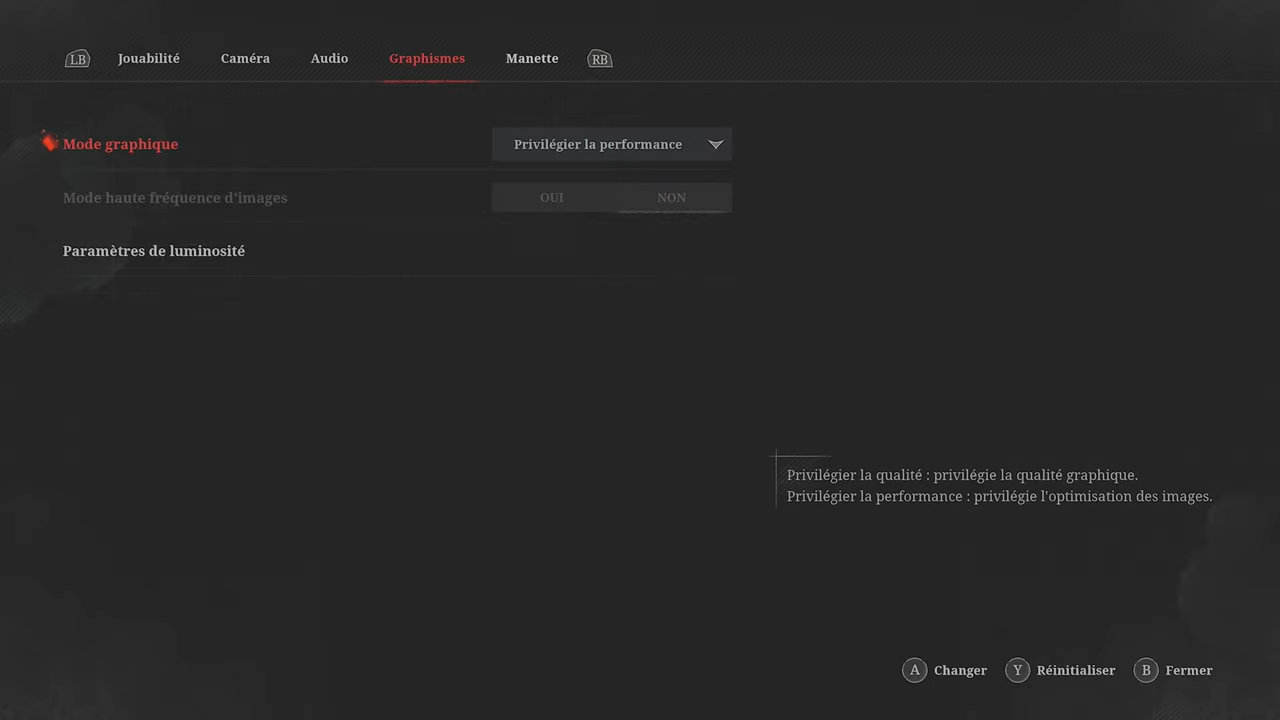 LB Jouabilité Caméra Audio Graphismes Manette RB
Mode graphique Privilégier la performance
Mode haute fréquence d'images OUI NON
Paramètres de luminosité
Privilégier la qualité : privilégie la qualité graphique.
Privilégier la performance : privilégie l'optimisation des images.
A Changer Y Réinitialiser B Fermer